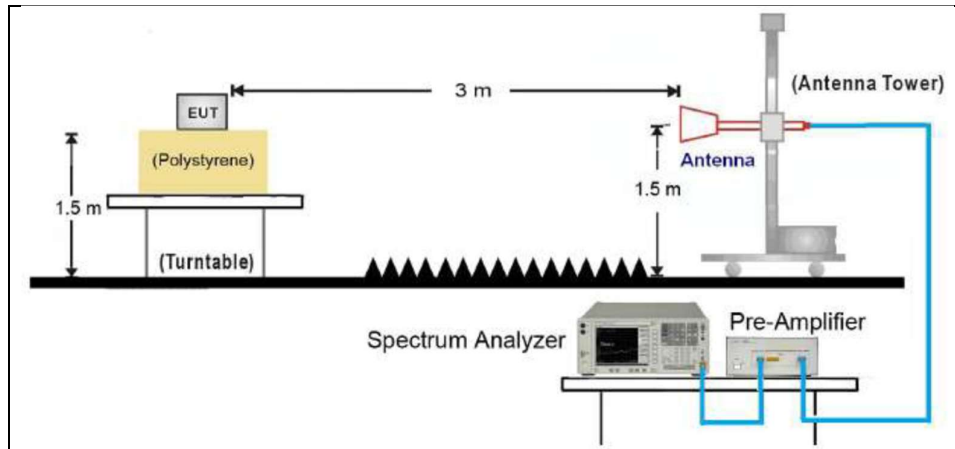 3 m
(Antenna Tower)
EUT
(Polystyrene)
Antenna
1.5 m
1.5 m
(Turntable)
Spectrum Analyzer
Pre-Amplifier